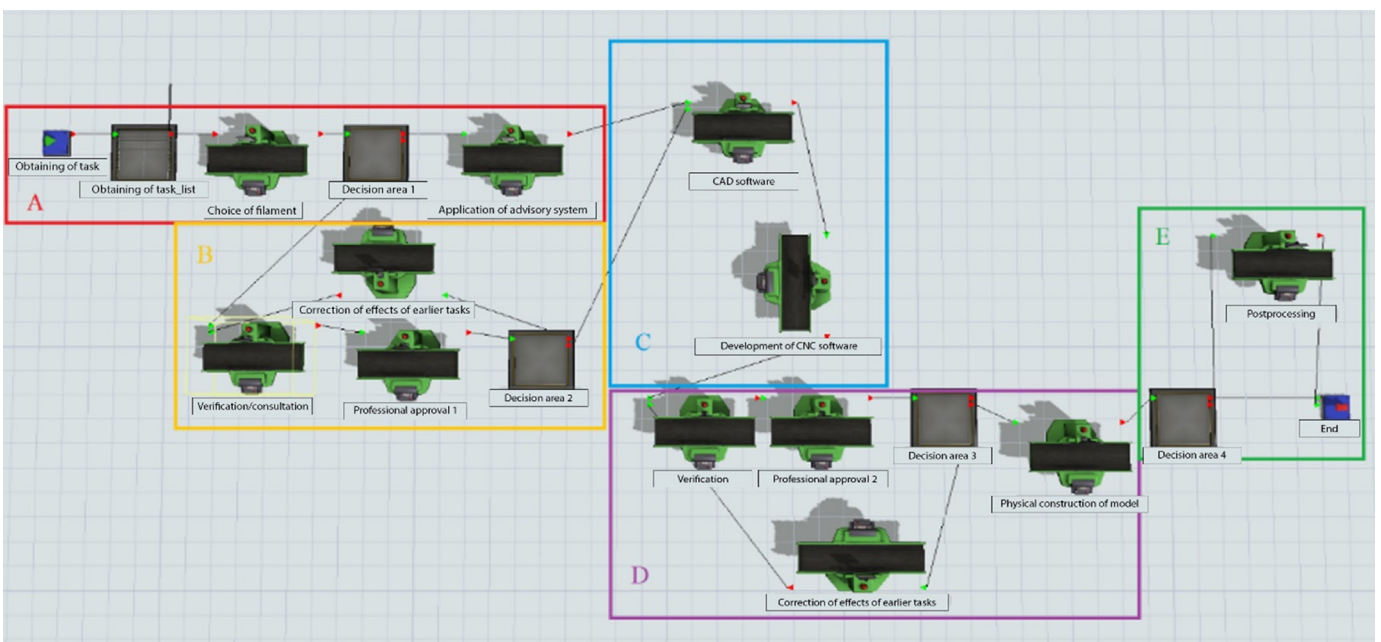 Obtaining of task
Obtaining of task_list
Choice of filament
Decision area 1
Application of advisory system
A
B
Correction of effects of earlier tasks
Verification/consultation
Professional approval 1
Decision area 2
CAD software
Development of CNC software
C
Verification
Professional approval 2
Decision area 3
Physical construction of model
D
Correction of effects of earlier tasks
E
Postprocessing
Decision area 4
End